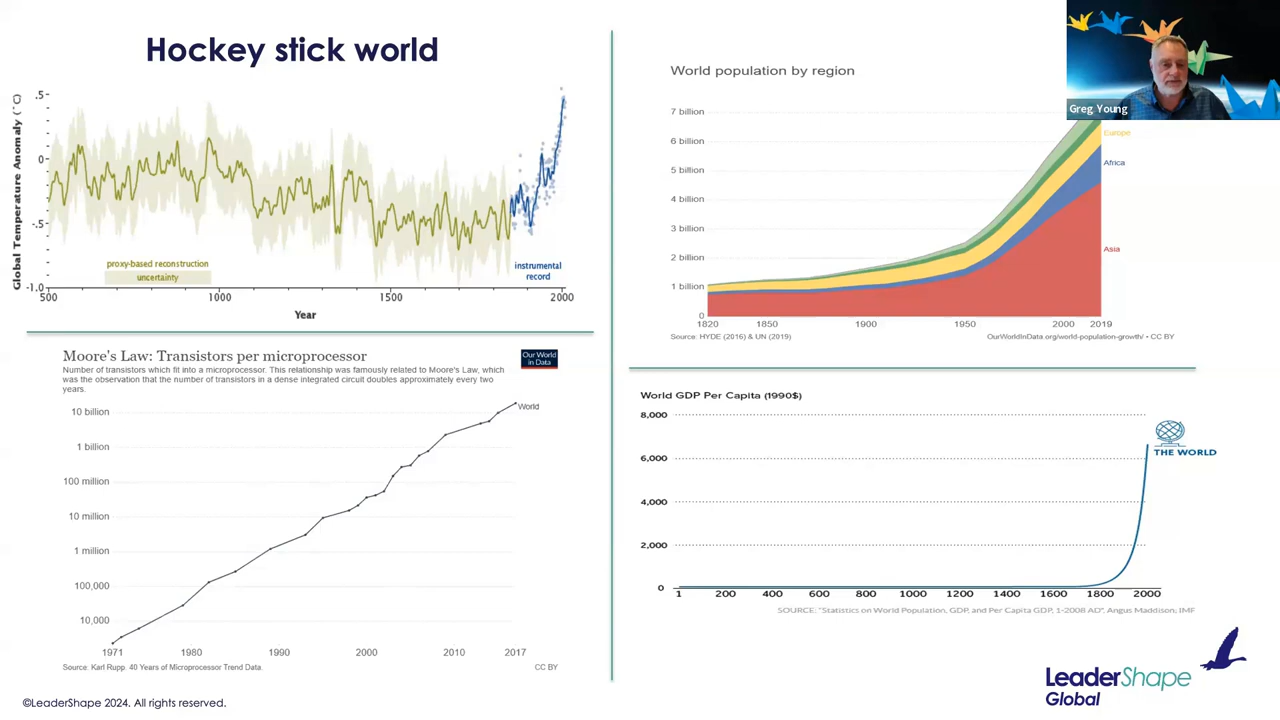 Hockey stick world
Global Temperature Anomaly (°C)
.5
0
-.5
-1.0
proxy-based reconstruction
uncertainty
instrumental
record
500
1000
1500
2000
Year
World population by region
7 billion
6 billion
5 billion
4 billion
3 billion
2 billion
1 billion
0
Europe
Africa
Asia
1820
1850
1900
1950
2000
2019
Source: HYDE (2016) & UN (2019)
OurWorldInData.org/world-population-growth/ • CC BY
Greg Young
Moore's Law: Transistors per microprocessor
Number of transistors which fit into a microprocessor. This relationship was famously related to Moore's Law, which
was the observation that the number of transistors in a dense integrated circuit doubles approximately every two
years.
Our World
in Data
10 billion
1 billion
100 million
10 million
1 million
100,000
10,000
World
1971
1980
1990
2000
2010
2017
Source: Karl Rupp. 40 Years of Microprocessor Trend Data.
CC BY
World GDP Per Capita (1990$)
8,000
6,000
4,000
2,000
0
THE WORLD
1
200
400
600
800
1000
1200
1400
1600
1800
2000
SOURCE: "Statistics on World Population, GDP, and Per Capita GDP, 1-2008 AD", Angus Maddison; IMF
LeaderShape
Global
©LeaderShape 2024. All rights reserved.